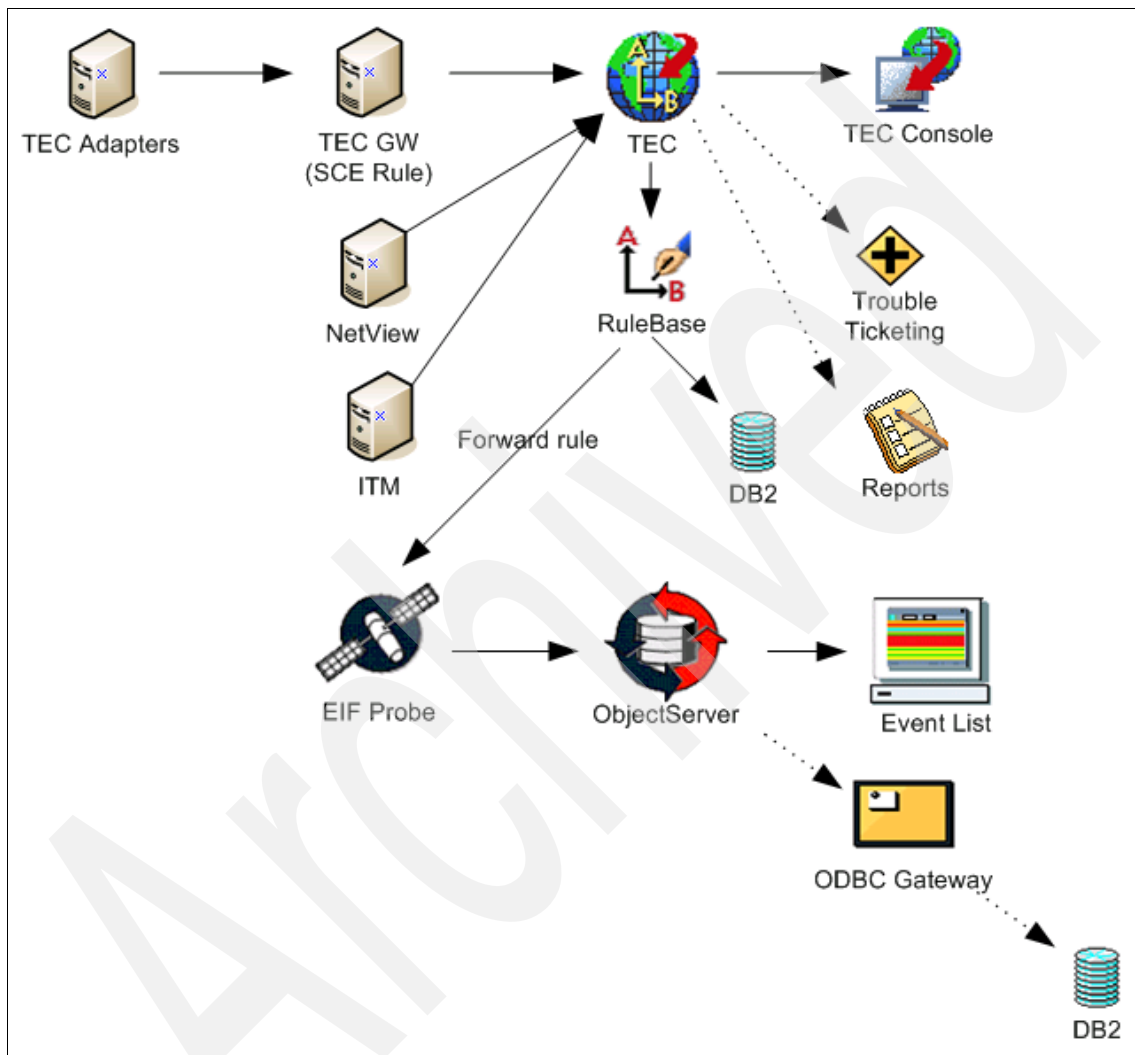 TEC Adapters
TEC GW
(SCE Rule)
A
B
TEC
TEC Console
NetView
A
B
RuleBase
Trouble
Ticketing
ITM
Forward rule
DB2
Reports
EIF Probe
ObjectServer
Event List
ODBC Gateway
DB2
Archived